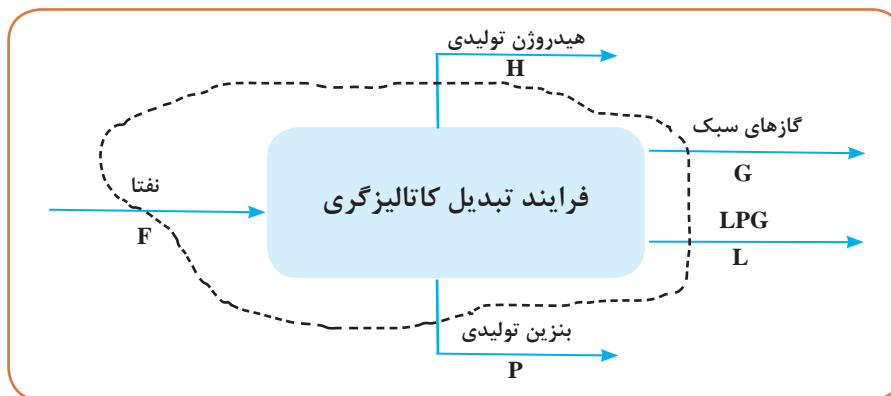 هیدروژن تولیدی
H
گازهای سبک
G
نفتا
F
فرایند تبدیل کاتالیزگری
LPG
L
بنزین تولیدی
P